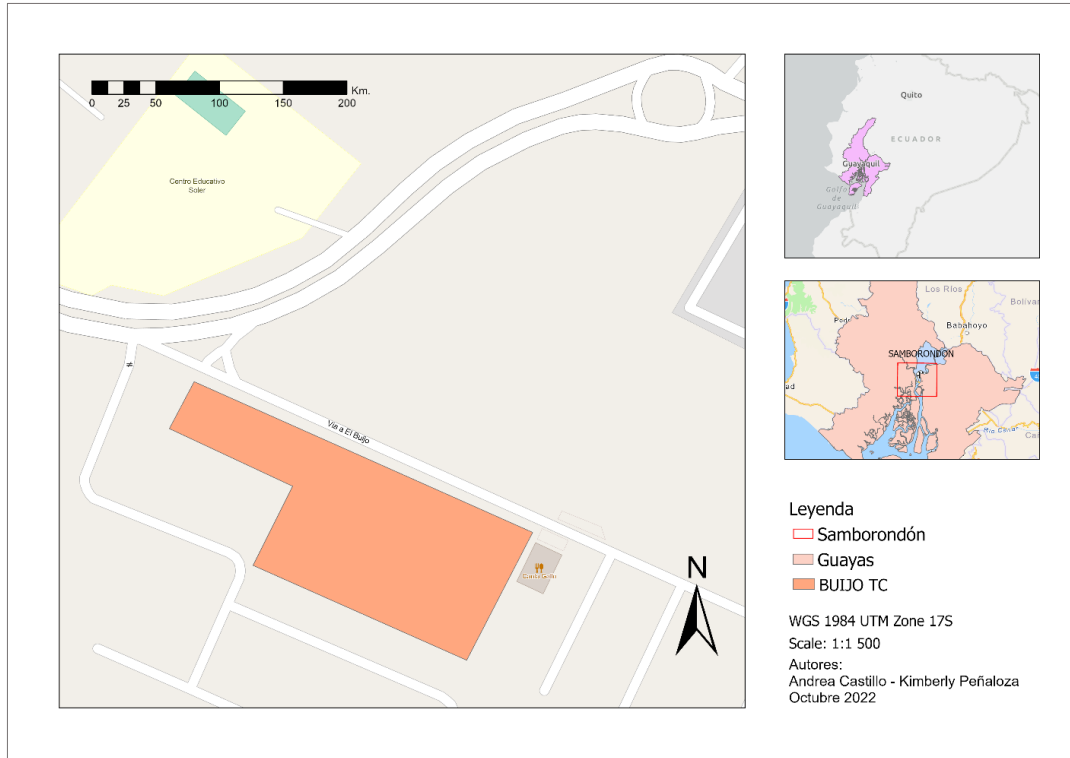 0 25 50 100 150 200 Km.
Centro Educativo
Soler
Vía a El Buijo
N
Quito
ECUADOR
Guayaquil
Golfo
de
Guayaquil
Los Ríos
Bolívar
Babahoyo
SAMBORONDÓN
Río Cañar
Leyenda
Samborondón
Guayas
BUIJO TC
WGS 1984 UTM Zone 17S
Scale: 1:1 500
Autores:
Andrea Castillo - Kimberly Peñaloza
Octubre 2022